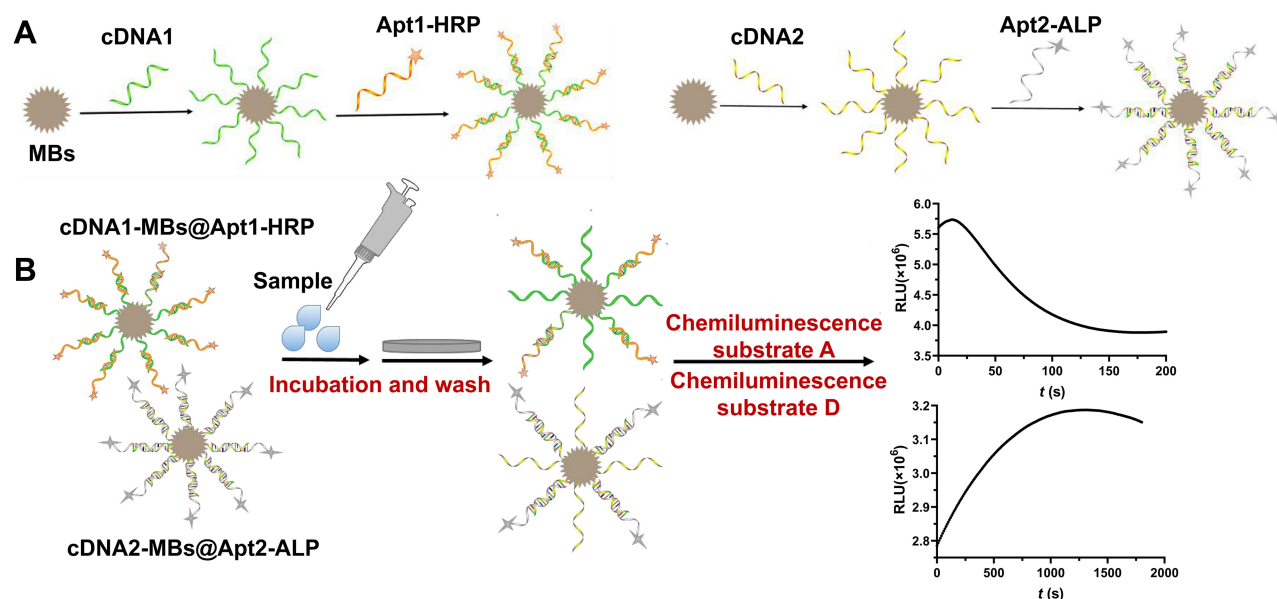 A
cDNA1
Apt1-HRP
cDNA2
Apt2-ALP
MBs
B
cDNA1-MBs@Apt1-HRP
Sample
Incubation and wash
cDNA2-MBs@Apt2-ALP
Chemiluminescence
substrate A
Chemiluminescence
substrate D
RLU(×10⁶)
6.0
5.5
5.0
4.5
4.0
3.5
0 50 100 150 200
t (s)
RLU(×10⁶)
3.2
3.1
3.0
2.9
2.8
0 500 1000 1500 2000
t (s)